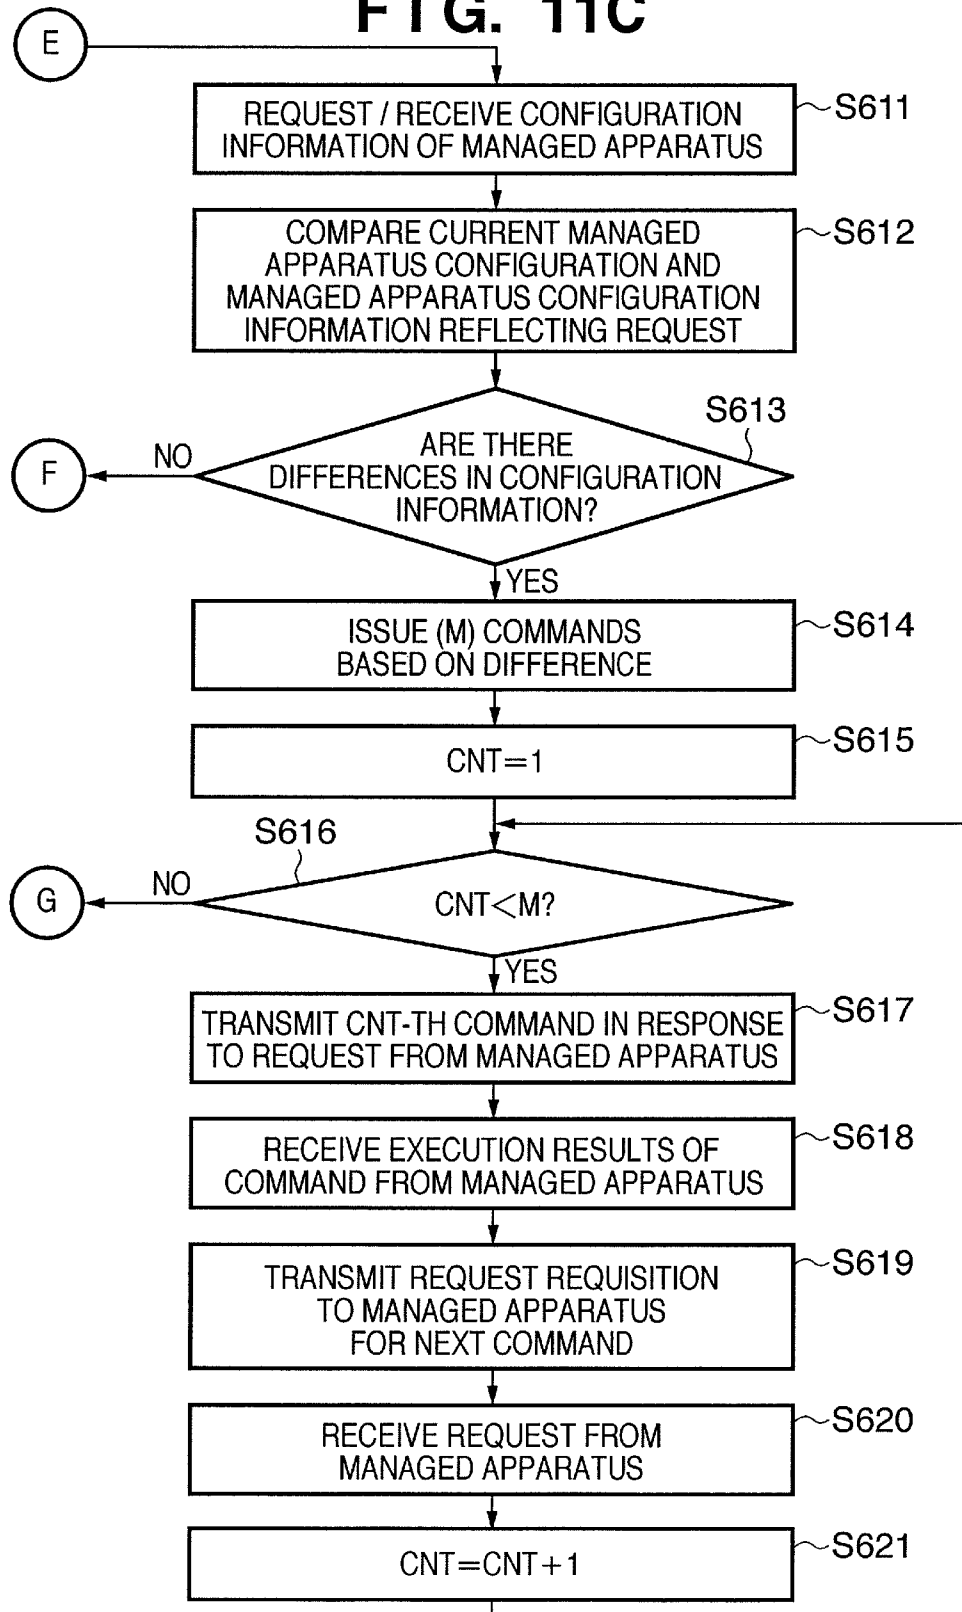 FIG. 11C
E
REQUEST / RECEIVE CONFIGURATION
INFORMATION OF MANAGED APPARATUS
S611
COMPARE CURRENT MANAGED
APPARATUS CONFIGURATION AND
MANAGED APPARATUS CONFIGURATION
INFORMATION REFLECTING REQUEST
S612
S613
ARE THERE
DIFFERENCES IN CONFIGURATION
INFORMATION?
NO
F
YES
ISSUE (M) COMMANDS
BASED ON DIFFERENCE
S614
CNT=1
S615
S616
CNT<M?
NO
G
YES
TRANSMIT CNT-TH COMMAND IN RESPONSE
TO REQUEST FROM MANAGED APPARATUS
S617
RECEIVE EXECUTION RESULTS OF
COMMAND FROM MANAGED APPARATUS
S618
TRANSMIT REQUEST REQUISITION
TO MANAGED APPARATUS
FOR NEXT COMMAND
S619
RECEIVE REQUEST FROM
MANAGED APPARATUS
S620
CNT=CNT+1
S621